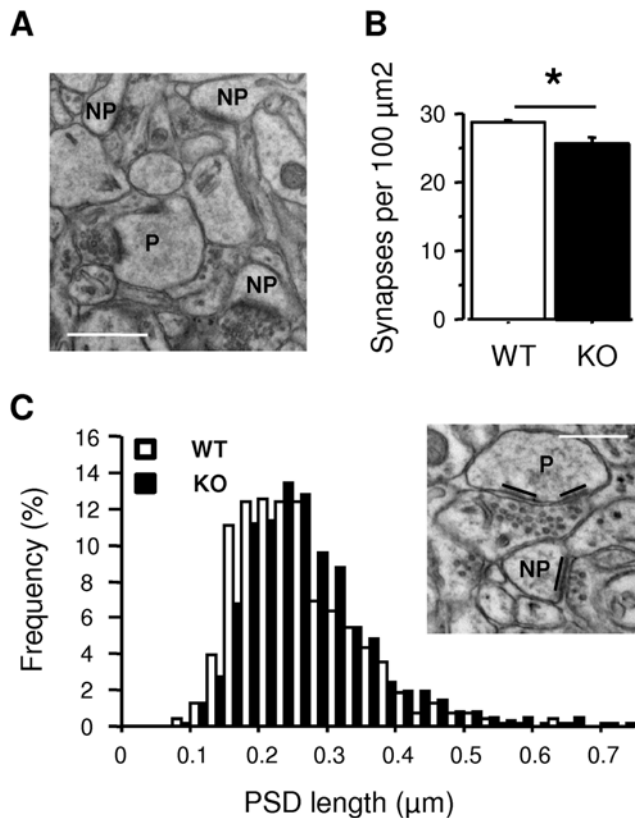 A
NP
NP
P
NP
B
*
Synapses per 100 µm2
30
20
10
0
WT
KO
C
WT
KO
Frequency (%)
16
14
12
10
8
6
4
2
0
0
0.1
0.2
0.3
0.4
0.5
0.6
0.7
PSD length (µm)
P
NP